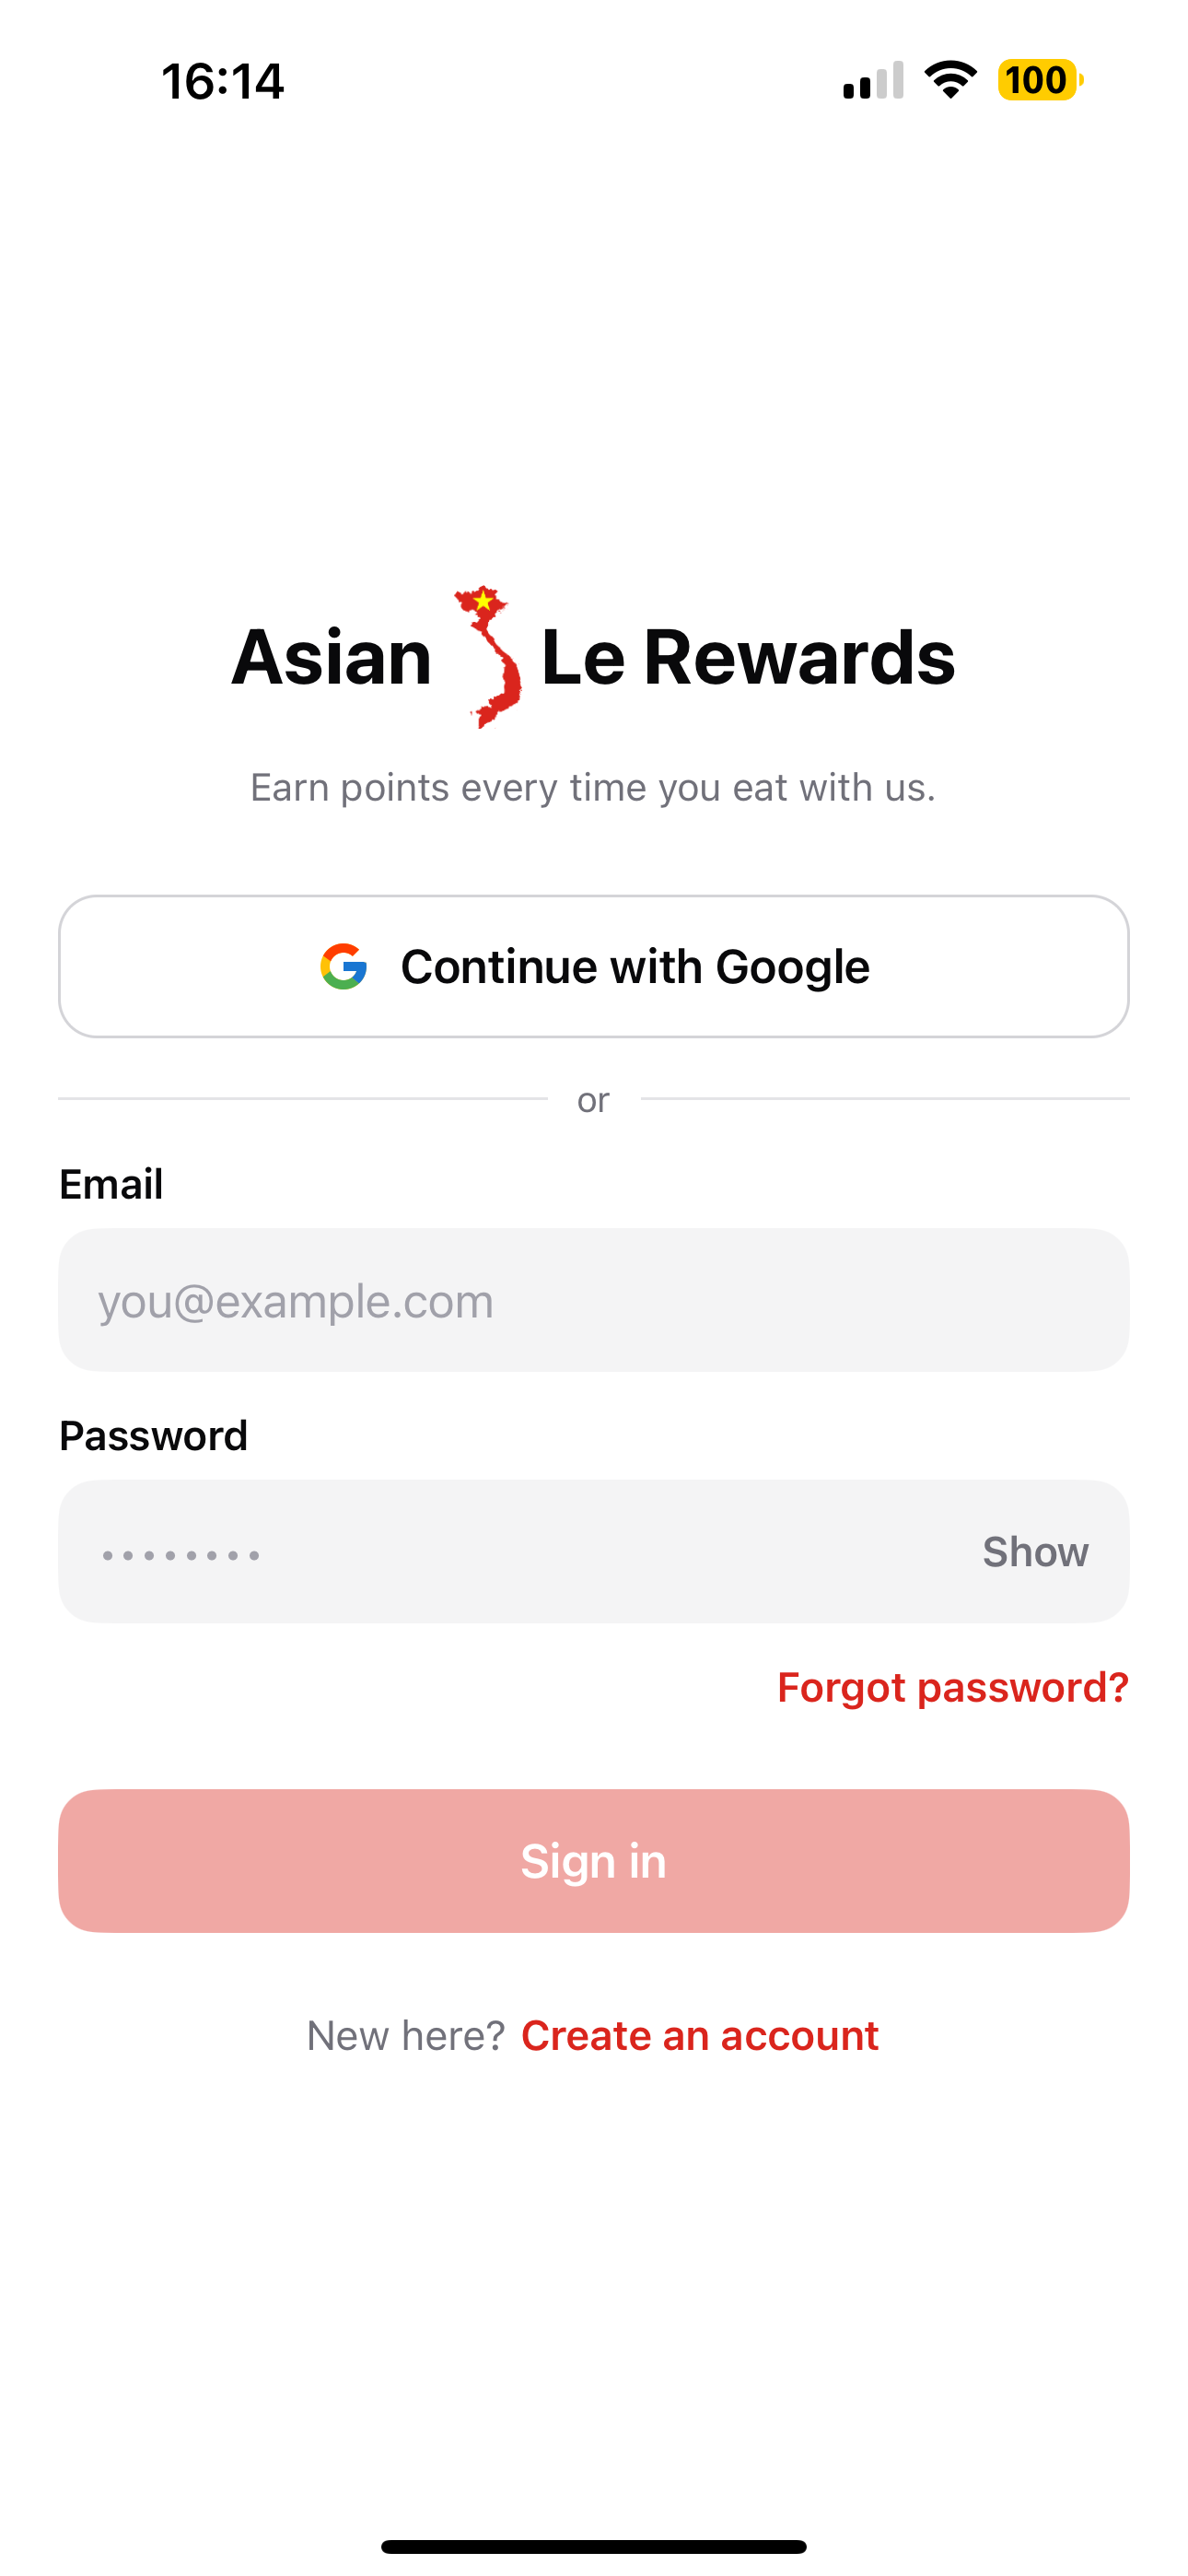 16:14
100
Asian Le Rewards
Earn points every time you eat with us.
Continue with Google
or
Email
you@example.com
Password
••••••••
Show
Forgot password?
Sign in
New here? Create an account